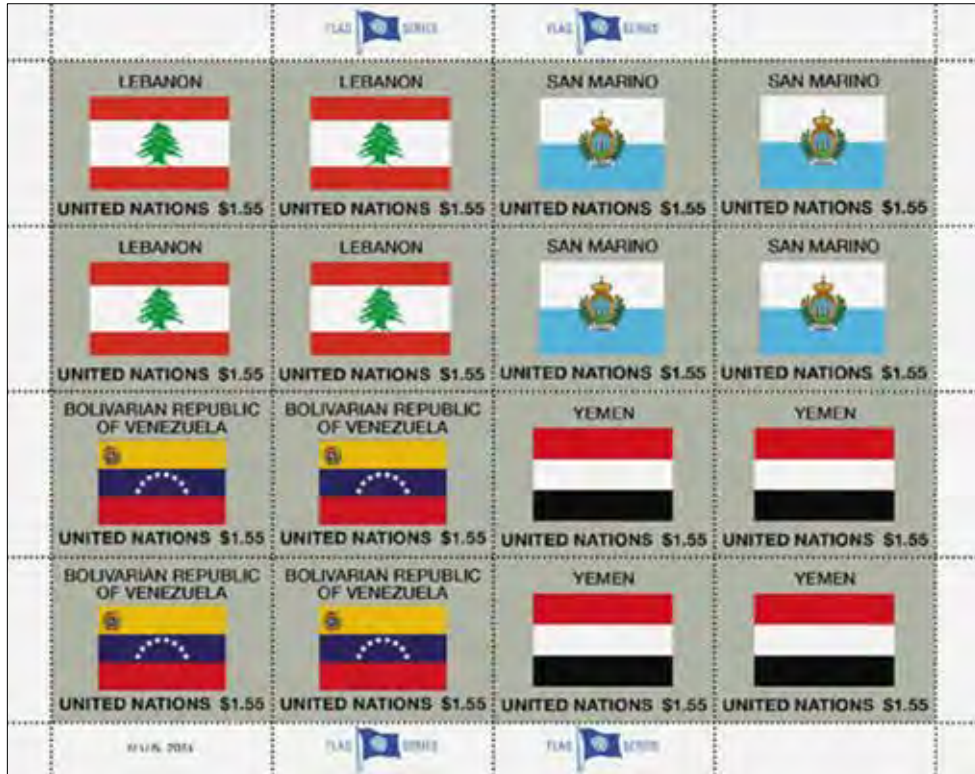 FLAG SERIES FLAG SERIES
LEBANON LEBANON SAN MARINO SAN MARINO
UNITED NATIONS $1.55 UNITED NATIONS $1.55 UNITED NATIONS $1.55 UNITED NATIONS $1.55
LEBANON LEBANON SAN MARINO SAN MARINO
UNITED NATIONS $1.55 UNITED NATIONS $1.55 UNITED NATIONS $1.55 UNITED NATIONS $1.55
BOLIVARIAN REPUBLIC BOLIVARIAN REPUBLIC YEMEN YEMEN
OF VENEZUELA OF VENEZUELA
UNITED NATIONS $1.55 UNITED NATIONS $1.55 UNITED NATIONS $1.55 UNITED NATIONS $1.55
BOLIVARIAN REPUBLIC BOLIVARIAN REPUBLIC YEMEN YEMEN
OF VENEZUELA OF VENEZUELA
UNITED NATIONS $1.55 UNITED NATIONS $1.55 UNITED NATIONS $1.55 UNITED NATIONS $1.55
FLAG SERIES FLAG SERIES